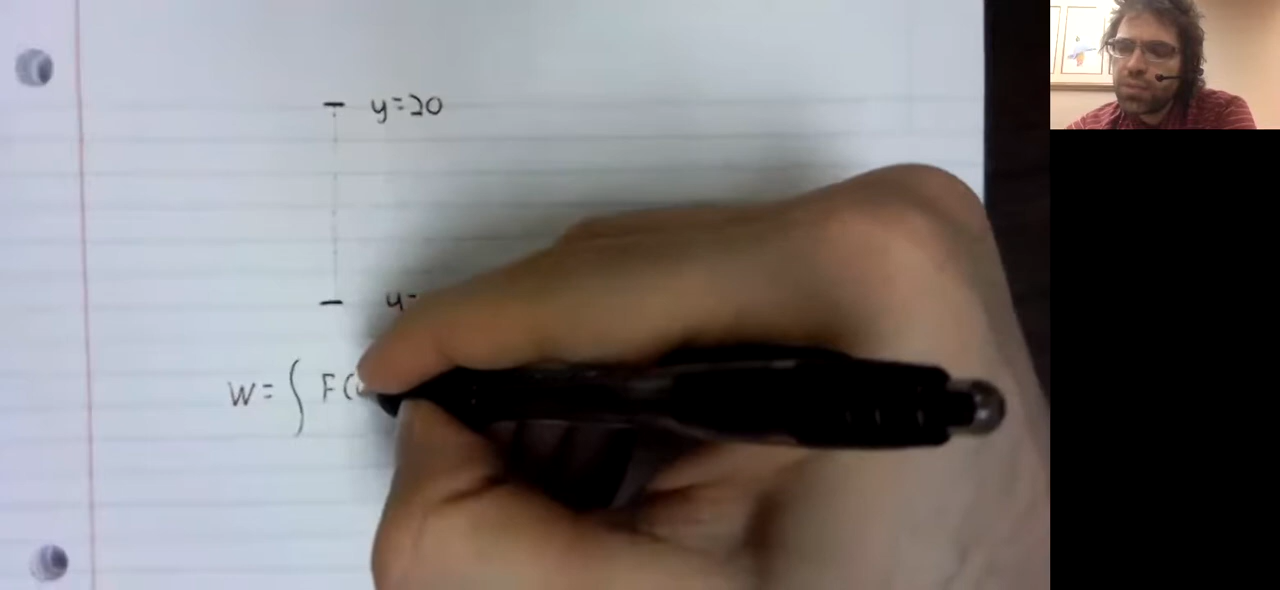 y=20
y=
W= ∫ F(